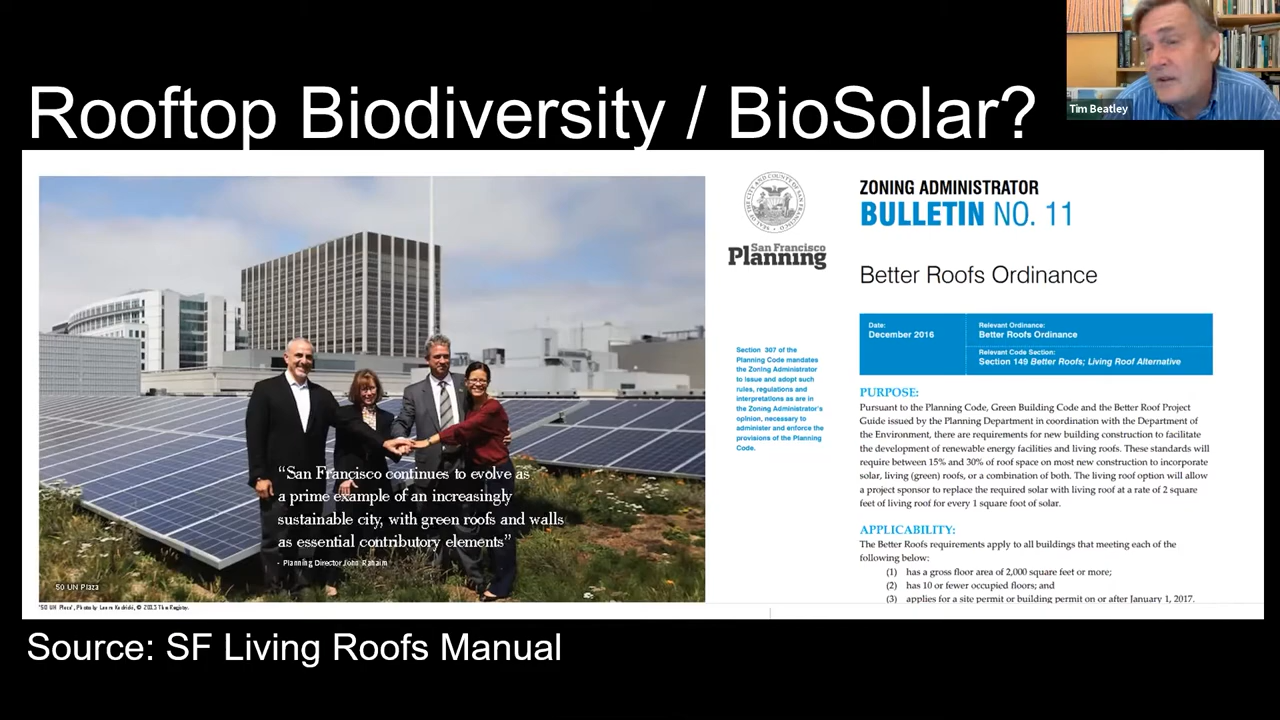 Rooftop Biodiversity / BioSolar?
Tim Beatley
"San Francisco continues to evolve as
a prime example of an increasingly
sustainable city, with green roofs and walls
as essential contributory elements"
- Planning Director John Rahaim
50 UN Plaza
"50 UN Plaza", Photo by
© 2015 The Registry.
San Francisco
Planning
Section 307 of the
Planning Code mandates
the Zoning Administrator
to issue and adopt such
rules, regulations and
interpretations as are in
the Zoning Administrator's
opinion, necessary to
administer and enforce the
provisions of the Planning
Code.
ZONING ADMINISTRATOR
BULLETIN NO. 11
Better Roofs Ordinance
Date:
December 2016
Relevant Ordinance:
Better Roofs Ordinance
Relevant Code Section:
Section 149 Better Roofs; Living Roof Alternative
PURPOSE:
Pursuant to the Planning Code, Green Building Code and the Better Roof Project
Guide issued by the Planning Department in coordination with the Department of
the Environment, there are requirements for new building construction to facilitate
the development of renewable energy facilities and living roofs. These standards will
require between 15% and 30% of roof space on most new construction to incorporate
solar, living (green) roofs, or a combination of both. The living roof option will allow
a project sponsor to replace the required solar with living roof at a rate of 2 square
feet of living roof for every 1 square foot of solar.
APPLICABILITY:
The Better Roofs requirements apply to all buildings that meeting each of the
following below:
(1) has a gross floor area of 2,000 square feet or more;
(2) has 10 or fewer occupied floors; and
(3) applies for a site permit or building permit on or after January 1, 2017.
Source: SF Living Roofs Manual